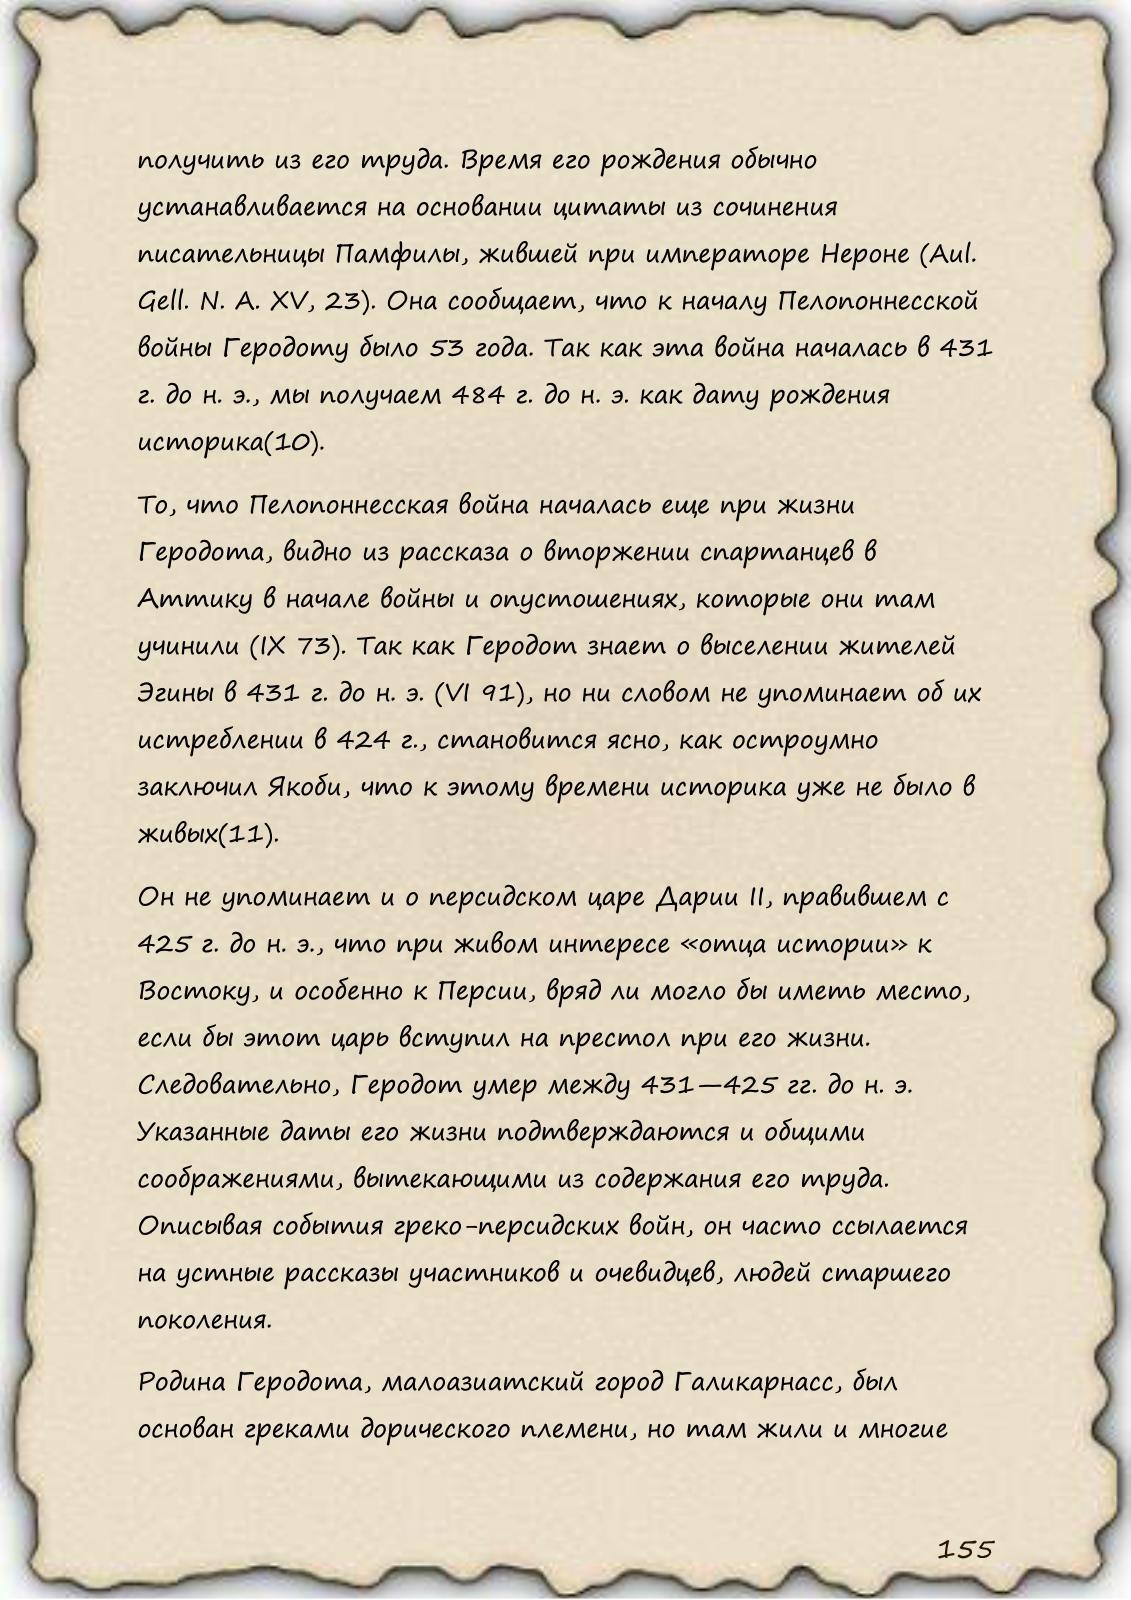 получить из его труда. Время его рождения обычно
устанавливается на основании цитаты из сочинения
писательницы Памфилы, жившей при императоре Нероне (Aul.
Gell. N. A. XV, 23). Она сообщает, что к началу Пелопоннесской
войны Геродоту было 53 года. Так как эта война началась в 431
г. до н. э., мы получаем 484 г. до н. э. как дату рождения
историка(10).
То, что Пелопоннесская война началась еще при жизни
Геродота, видно из рассказа о вторжении спартанцев в
Аттику в начале войны и опустошениях, которые они там
учинили (IX 73). Так как Геродот знает о выселении жителей
Эгины в 431 г. до н. э. (VI 91), но ни словом не упоминает об их
истреблении в 424 г., становится ясно, как остроумно
заключил Якоби, что к этому времени историка уже не было в
живых(11).
Он не упоминает и о персидском царе Дарии II, правившем с
425 г. до н. э., что при живом интересе «отца истории» к
Востоку, и особенно к Персии, вряд ли могло бы иметь место,
если бы этот царь вступил на престол при его жизни.
Следовательно, Геродот умер между 431—425 гг. до н. э.
Указанные даты его жизни подтверждаются и общими
соображениями, вытекающими из содержания его труда.
Описывая события греко-персидских войн, он часто ссылается
на устные рассказы участников и очевидцев, людей старшего
поколения.
Родина Геродота, малоазиатский город Галикарнасс, был
основан греками дорического племени, но там жили и многие
155